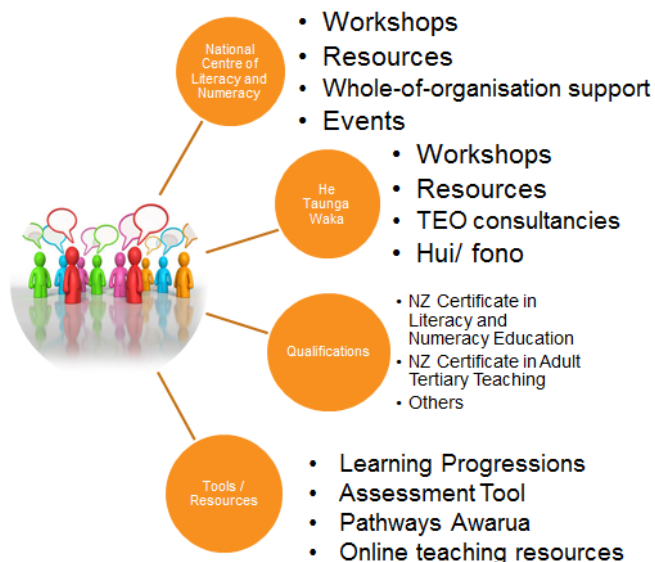 National
Centre of
Literacy and
Numeracy
• Workshops
• Resources
• Whole-of-organisation support
• Events
He
Taunga
Waka
• Workshops
• Resources
• TEO consultancies
• Hui/ fono
Qualifications
• NZ Certificate in
Literacy and
Numeracy Education
• NZ Certificate in Adult
Tertiary Teaching
• Others
Tools /
Resources
• Learning Progressions
• Assessment Tool
• Pathways Awarua
• Online teaching resources